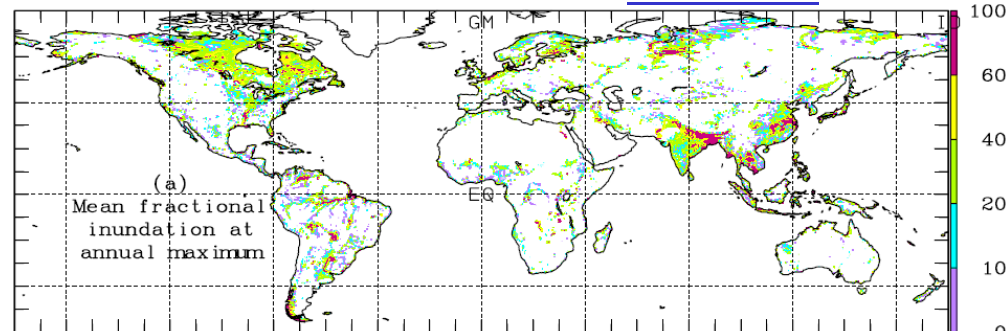 GM
I
100
60
40
20
10
EQ
(a)
Mean fractional
inundation at
annual maximum